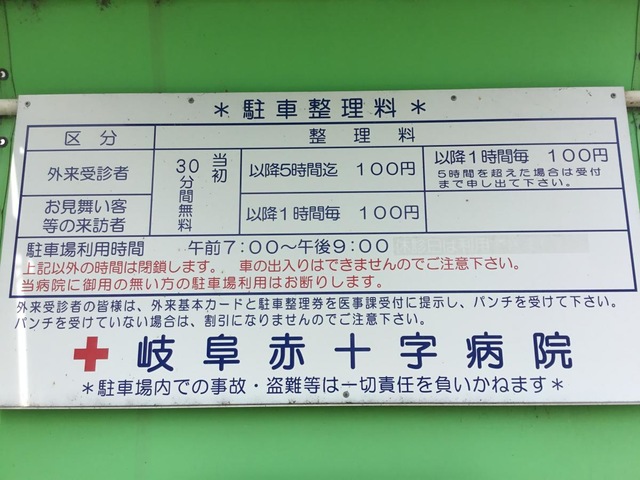 ＊駐車整理料＊
区分 整理料
外来受診者 当初30分間無料 以降5時間迄 100円 以降1時間毎 100円
5時間を超えた場合は受付
まで申し出て下さい。
お見舞い客
等の来訪者 以降1時間毎 100円
駐車場利用時間 午前7:00〜午後9:00
上記以外の時間は閉鎖します。 車の出入りはできませんのでご注意下さい。
当病院に御用の無い方の駐車場利用はお断りします。
外来受診者の皆様は、外来基本カードと駐車整理券を医事課受付に提示し、パンチを受けて下さい。
パンチを受けていない場合は、割引になりませんのでご注意下さい。
岐阜赤十字病院
＊駐車場内での事故・盗難等は一切責任を負いかねます＊